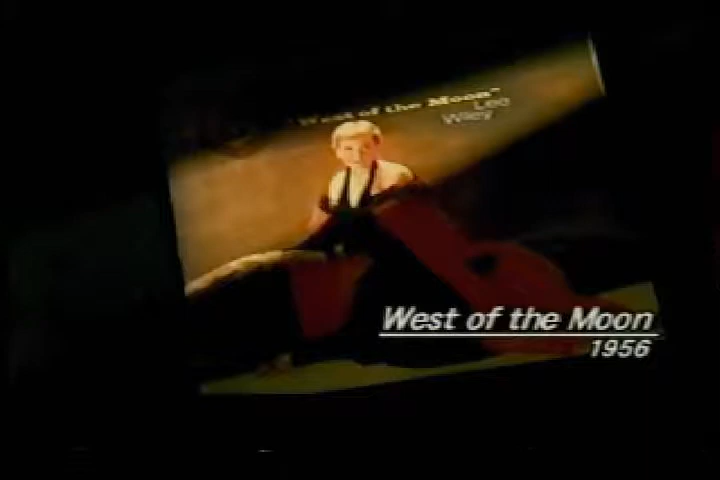 "West of the Moon"
Lee
Wiley
West of the Moon
1956